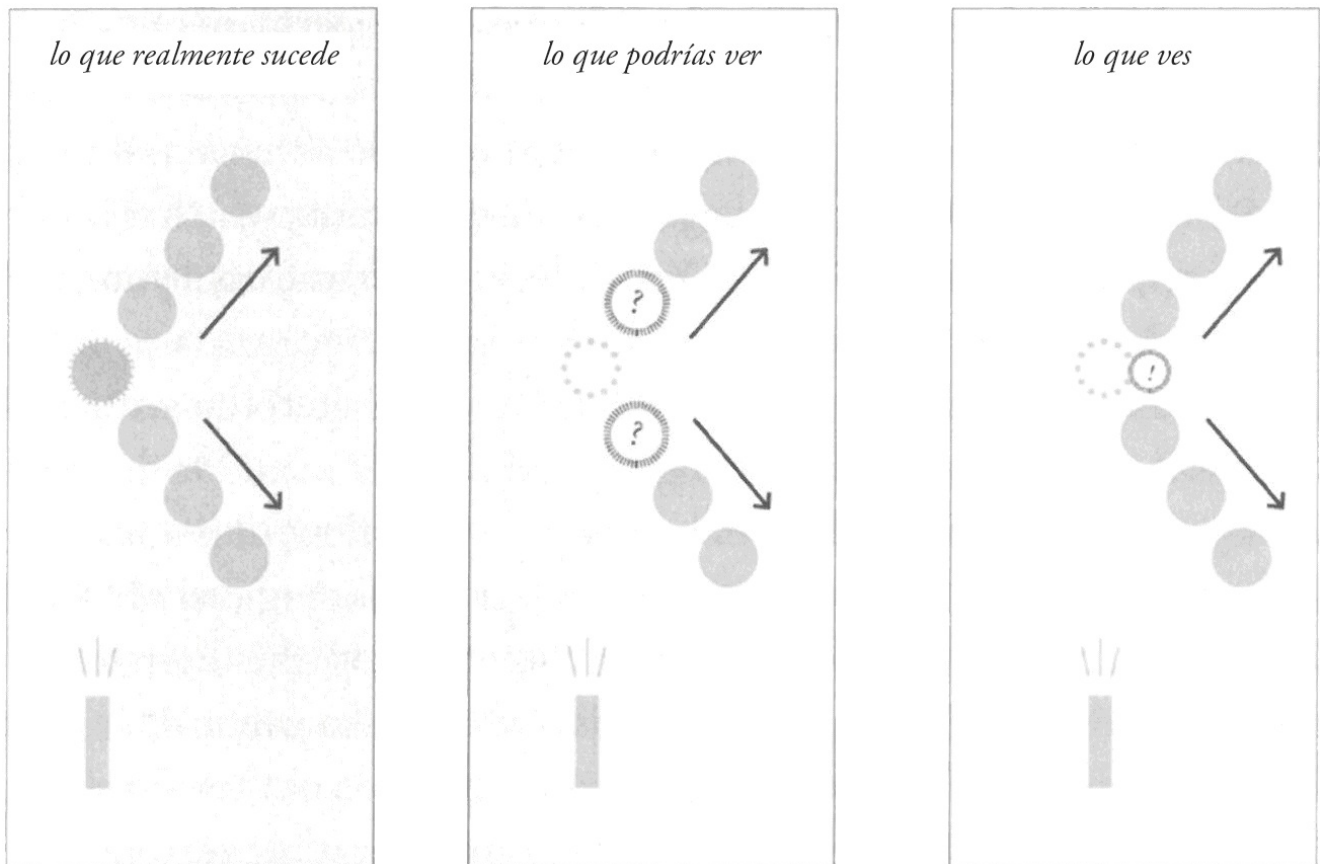 lo que realmente sucede
lo que podrías ver
lo que ves
?
?
!